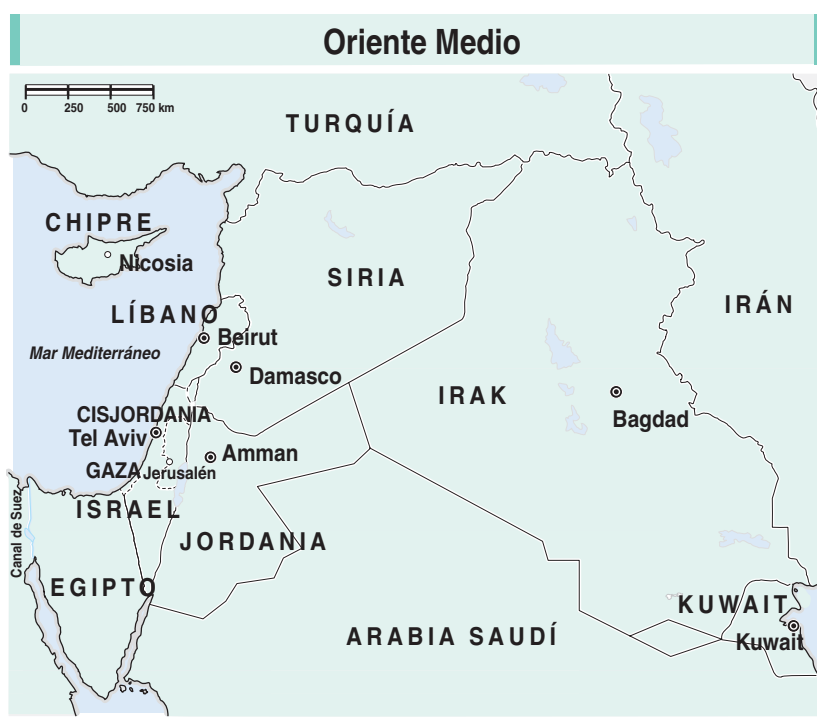 Oriente Medio
0 250 500 750 km
TURQUÍA
CHIPRE
Nicosia
SIRIA
LÍBANO
IRÁN
Beirut
Mar Mediterráneo
Damasco
IRAK
CISJORDANIA
Bagdad
Tel Aviv
Amman
GAZA
Jerusalén
ISRAEL
Canal de Suez
JORDANIA
EGIPTO
KUWAIT
ARABIA SAUDÍ
Kuwait